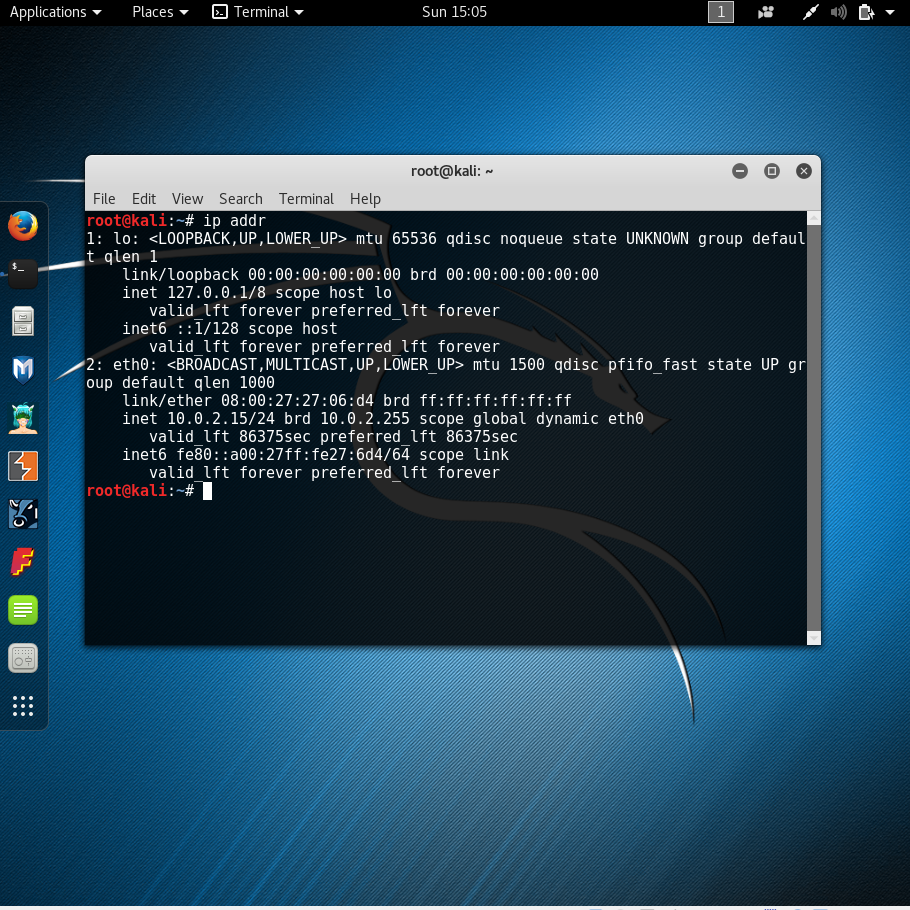 Applications Places Terminal Sun 15:05 1
root@kali: ~
File Edit View Search Terminal Help
root@kali:~# ip addr
1: lo: <LOOPBACK,UP,LOWER_UP> mtu 65536 qdisc noqueue state UNKNOWN group defaul
t qlen 1
    link/loopback 00:00:00:00:00:00 brd 00:00:00:00:00:00
    inet 127.0.0.1/8 scope host lo
       valid_lft forever preferred_lft forever
    inet6 ::1/128 scope host
       valid_lft forever preferred_lft forever
2: eth0: <BROADCAST,MULTICAST,UP,LOWER_UP> mtu 1500 qdisc pfifo_fast state UP gr
oup default qlen 1000
    link/ether 08:00:27:27:06:d4 brd ff:ff:ff:ff:ff:ff
    inet 10.0.2.15/24 brd 10.0.2.255 scope global dynamic eth0
       valid_lft 86375sec preferred_lft 86375sec
    inet6 fe80::a00:27ff:fe27:6d4/64 scope link
       valid_lft forever preferred_lft forever
root@kali:~#